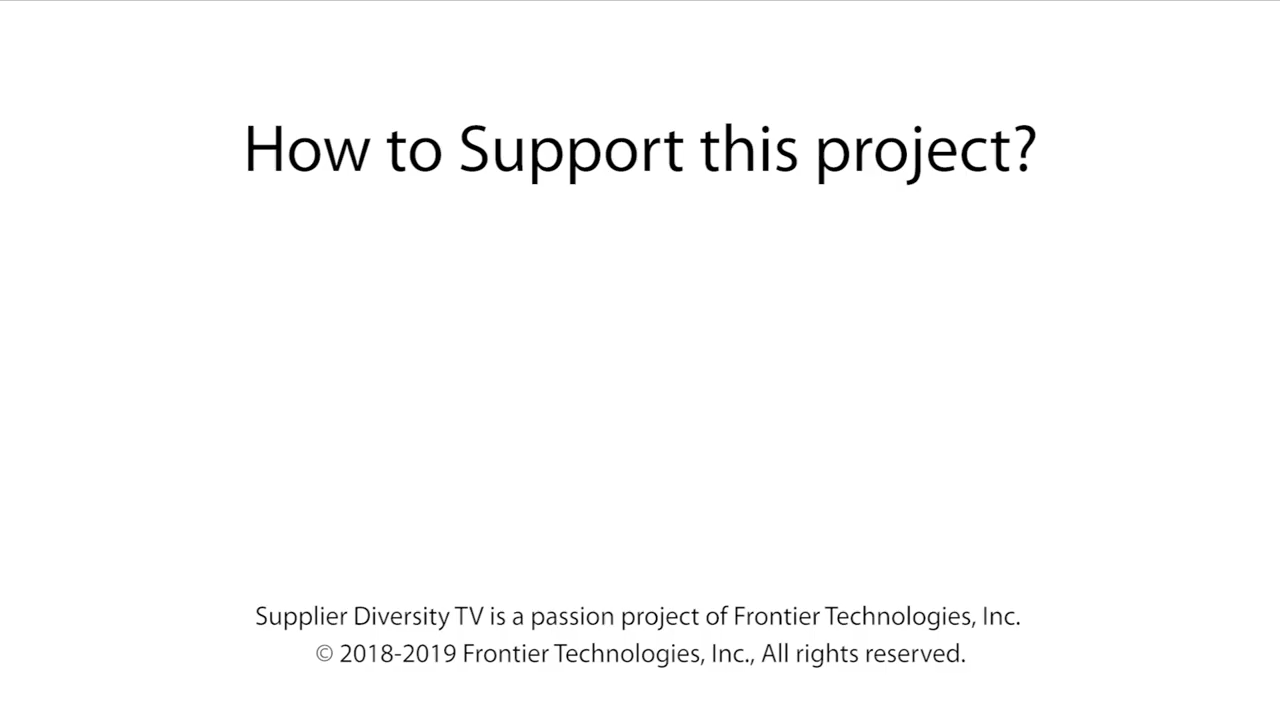 How to Support this project?
Supplier Diversity TV is a passion project of Frontier Technologies, Inc.
© 2018-2019 Frontier Technologies, Inc., All rights reserved.